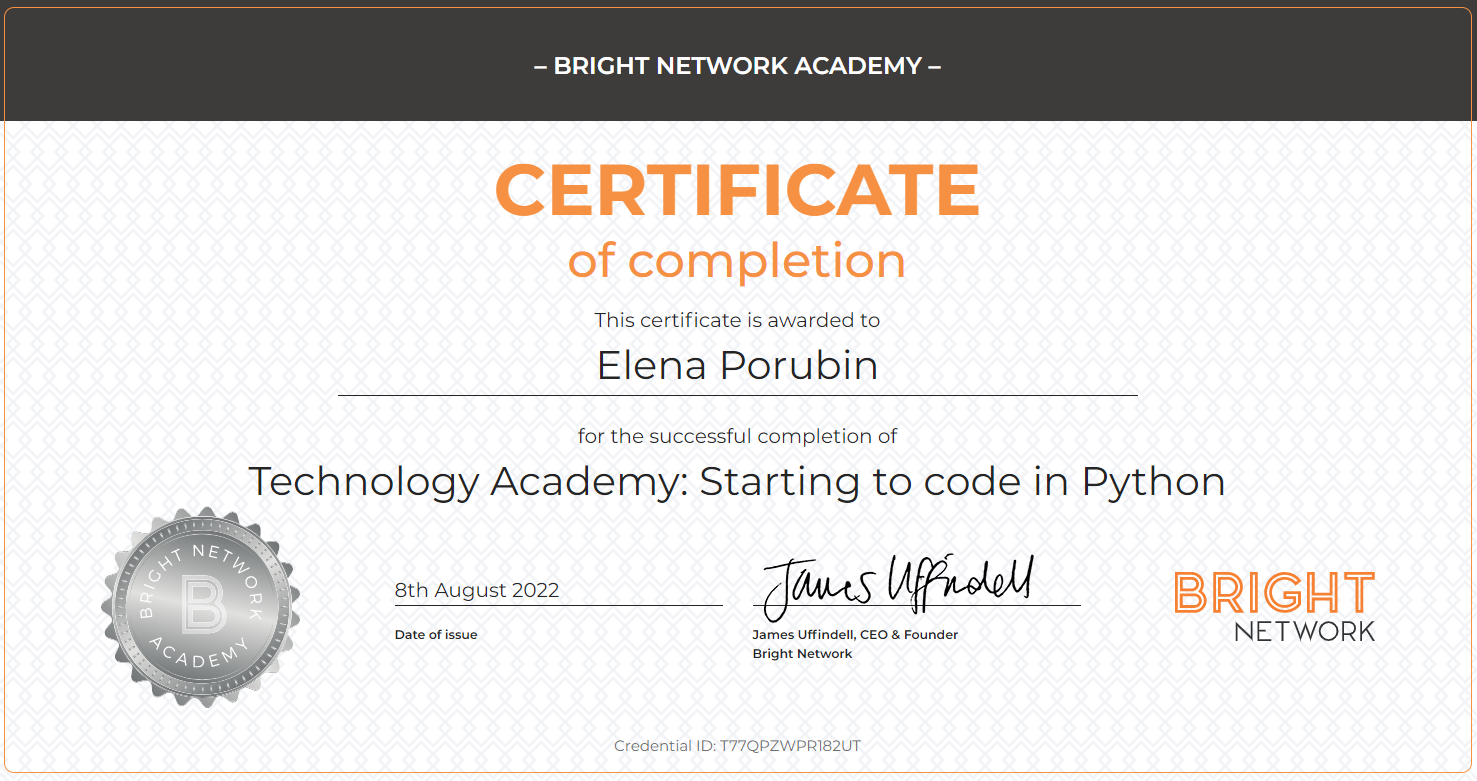 – BRIGHT NETWORK ACADEMY –
CERTIFICATE
of completion
This certificate is awarded to
Elena Porubin
for the successful completion of
Technology Academy: Starting to code in Python
BRIGHT NETWORK
B
ACADEMY
8th August 2022
Date of issue
James Uffindell
James Uffindell, CEO & Founder
Bright Network
BRIGHT
NETWORK
Credential ID: T77QPZWPR182UT